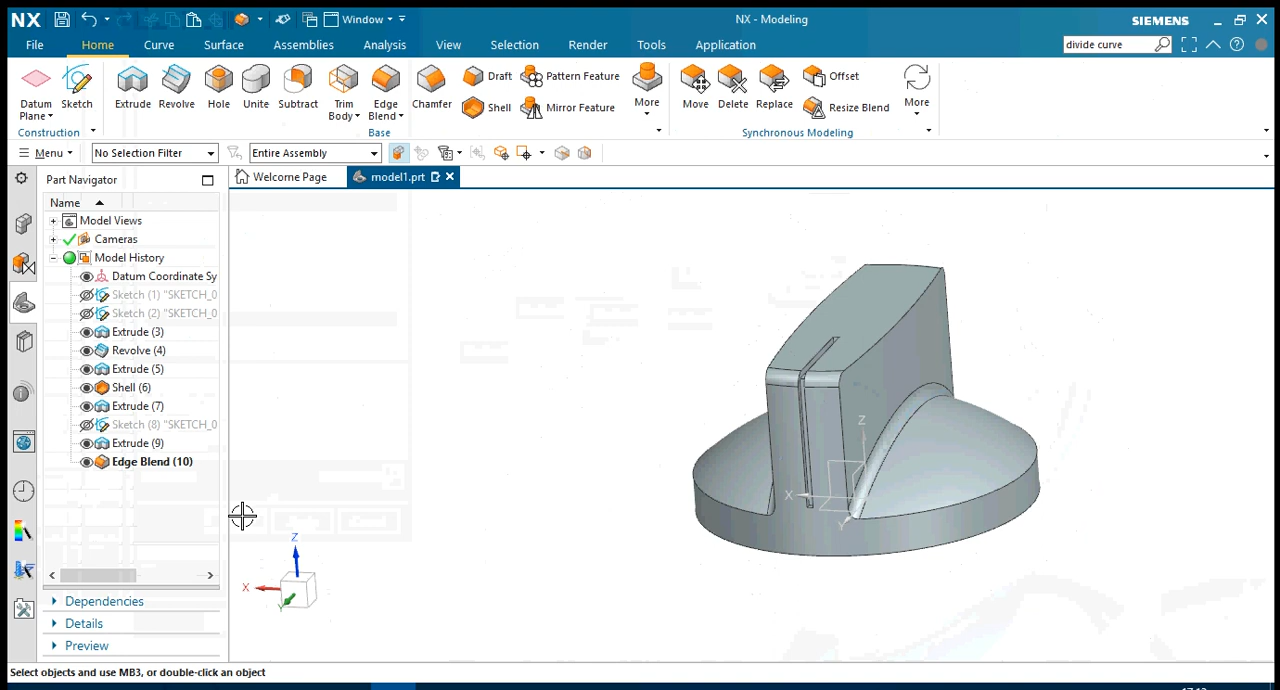 NX Window NX - Modeling SIEMENS
File Home Curve Surface Assemblies Analysis View Selection Render Tools Application divide curve
Datum Plane Sketch Extrude Revolve Hole Unite Subtract Trim Body Edge Blend Chamfer Draft Pattern Feature More Move Delete Replace Offset More
Shell Mirror Feature Resize Blend
Construction Base Synchronous Modeling
Menu No Selection Filter Entire Assembly
Part Navigator Welcome Page model1.prt
Name
Model Views
Cameras
Model History
Datum Coordinate Sy
Sketch (1) "SKETCH_0
Sketch (2) "SKETCH_0
Extrude (3)
Revolve (4)
Extrude (5)
Shell (6)
Extrude (7)
Sketch (8) "SKETCH_0
Extrude (9)
Edge Blend (10)
Z
X
Y
Z
X
Y
Dependencies
Details
Preview
Select objects and use MB3, or double-click an object